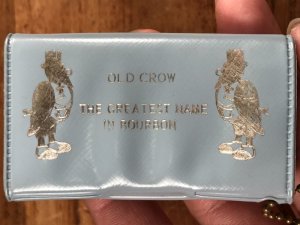 OLD CROW
THE GREATEST NAME
IN BOURBON